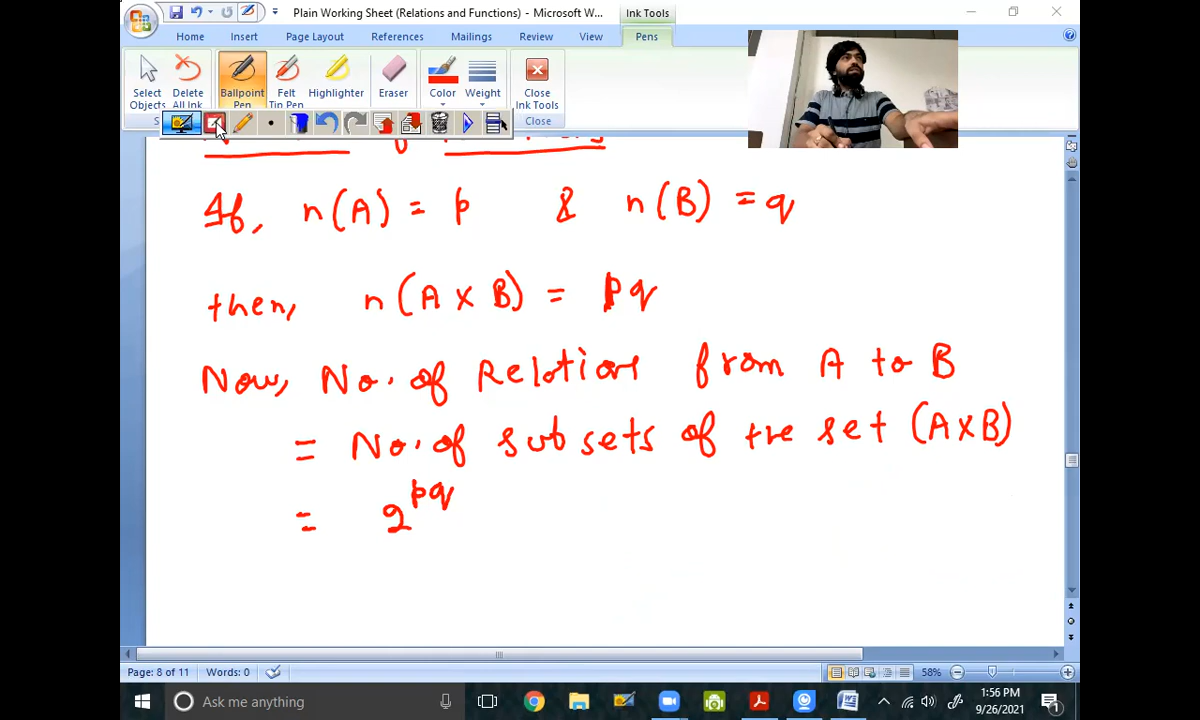 Plain Working Sheet (Relations and Functions) - Microsoft W...
Ink Tools
Home Insert Page Layout References Mailings Review View Pens
Select Objects
Delete All Ink
Ballpoint Pen
Felt Tip Pen
Highlighter
Eraser
Color
Weight
Close Ink Tools
Close
If, n(A) = p & n(B) = q
then, n(A × B) = pq
Now, No. of Relations from A to B
= No. of subsets of the set (A×B)
= 2^pq
Page: 8 of 11 Words: 0 58%
Ask me anything
1:56 PM
9/26/2021